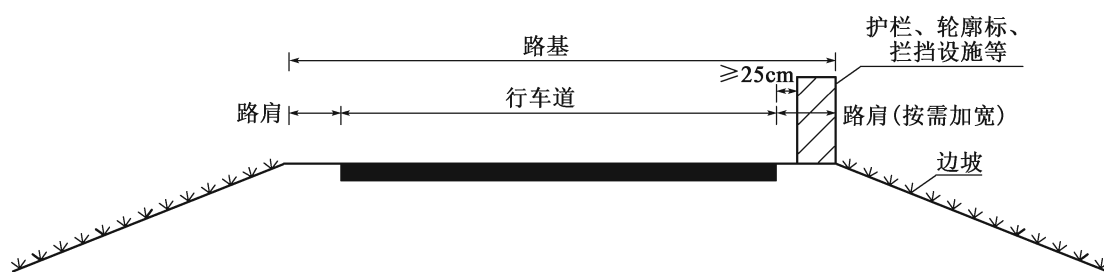 护栏、轮廓标、
拦挡设施等
路基
≥25cm
路肩
行车道
路肩(按需加宽)
边坡